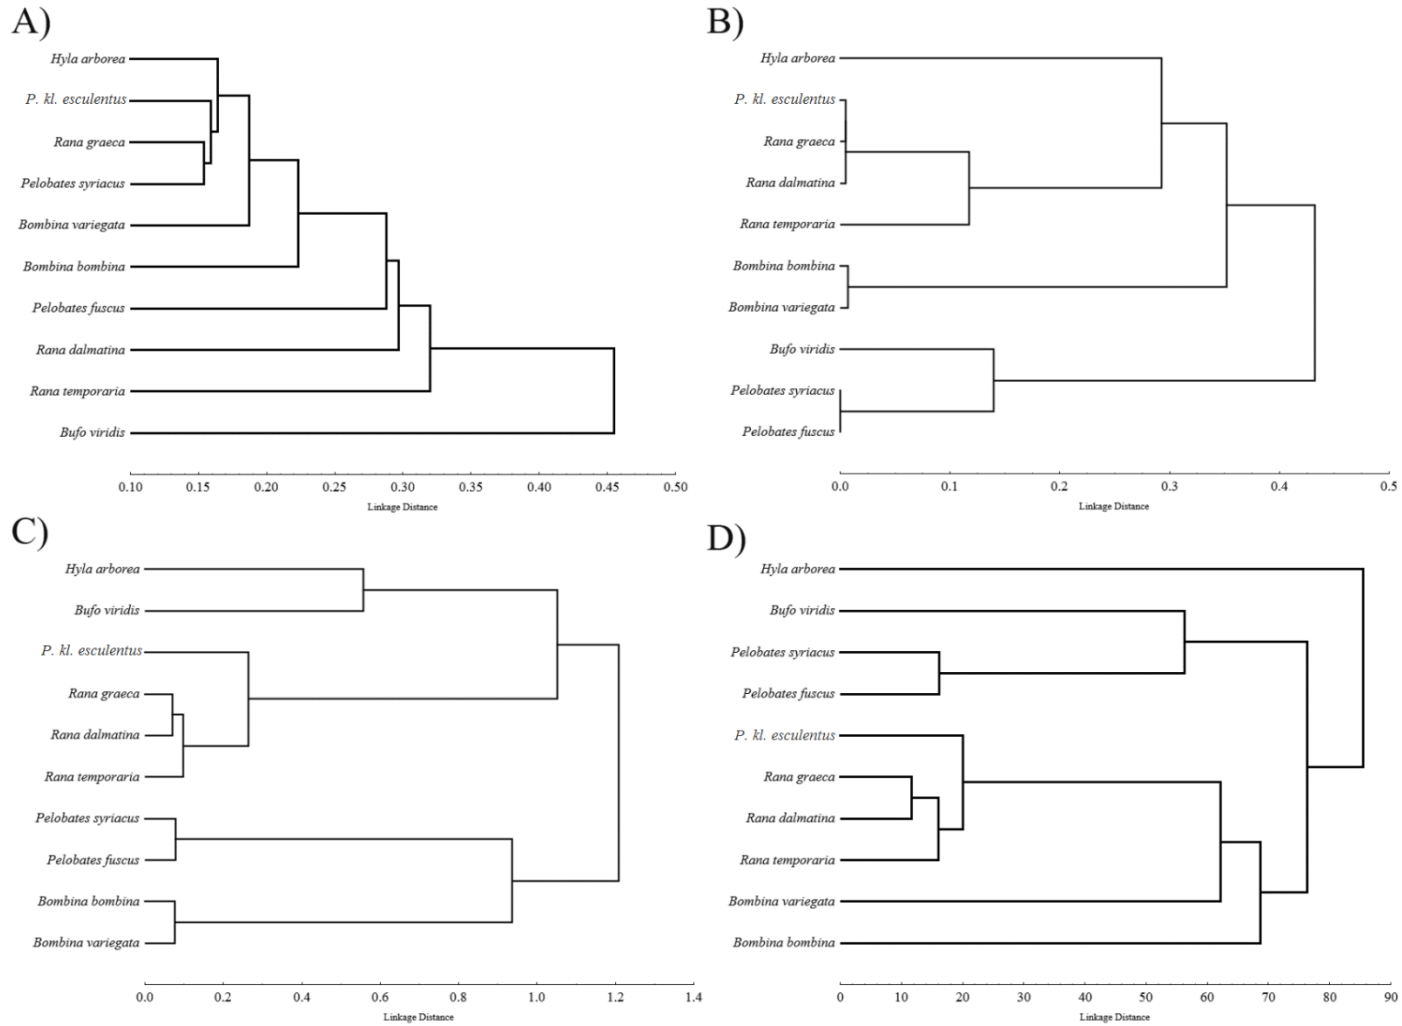 A)
Hyla arborea
P. kl. esculentus
Rana graeca
Pelobates syriacus
Bombina variegata
Bombina bombina
Pelobates fuscus
Rana dalmatina
Rana temporaria
Bufo viridis
0.10 0.15 0.20 0.25 0.30 0.35 0.40 0.45 0.50
Linkage Distance
B)
Hyla arborea
P. kl. esculentus
Rana graeca
Rana dalmatina
Rana temporaria
Bombina bombina
Bombina variegata
Bufo viridis
Pelobates syriacus
Pelobates fuscus
0.0 0.1 0.2 0.3 0.4 0.5
Linkage Distance
C)
Hyla arborea
Bufo viridis
P. kl. esculentus
Rana graeca
Rana dalmatina
Rana temporaria
Pelobates syriacus
Pelobates fuscus
Bombina bombina
Bombina variegata
0.0 0.2 0.4 0.6 0.8 1.0 1.2 1.4
Linkage Distance
D)
Hyla arborea
Bufo viridis
Pelobates syriacus
Pelobates fuscus
P. kl. esculentus
Rana graeca
Rana dalmatina
Rana temporaria
Bombina variegata
Bombina bombina
0 10 20 30 40 50 60 70 80 90
Linkage Distance